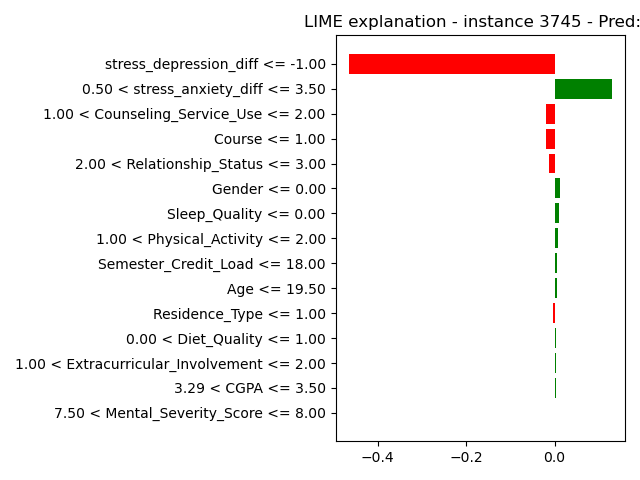 LIME explanation - instance 3745 - Pred:
stress_depression_diff <= -1.00
0.50 < stress_anxiety_diff <= 3.50
1.00 < Counseling_Service_Use <= 2.00
Course <= 1.00
2.00 < Relationship_Status <= 3.00
Gender <= 0.00
Sleep_Quality <= 0.00
1.00 < Physical_Activity <= 2.00
Semester_Credit_Load <= 18.00
Age <= 19.50
Residence_Type <= 1.00
0.00 < Diet_Quality <= 1.00
1.00 < Extracurricular_Involvement <= 2.00
3.29 < CGPA <= 3.50
7.50 < Mental_Severity_Score <= 8.00
−0.4 −0.2 0.0